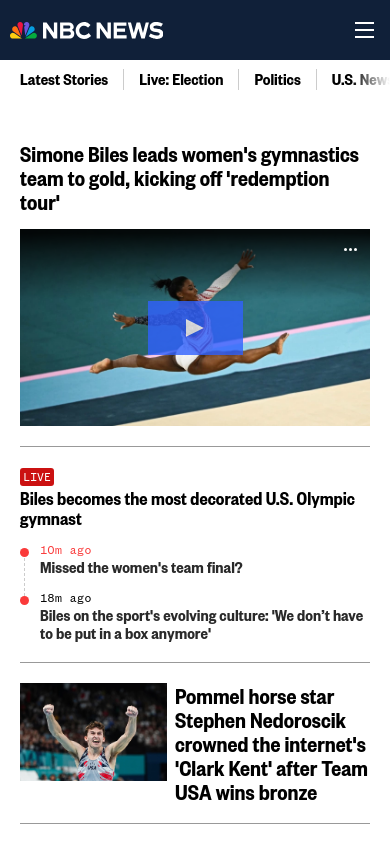 NBC NEWS
Latest Stories
Live: Election
Politics
U.S. New
Simone Biles leads women's gymnastics
team to gold, kicking off 'redemption
tour'
LIVE
Biles becomes the most decorated U.S. Olympic
gymnast
10m ago
Missed the women's team final?
18m ago
Biles on the sport's evolving culture: 'We don’t have
to be put in a box anymore'
Pommel horse star
Stephen Nedoroscik
crowned the internet's
'Clark Kent' after Team
USA wins bronze